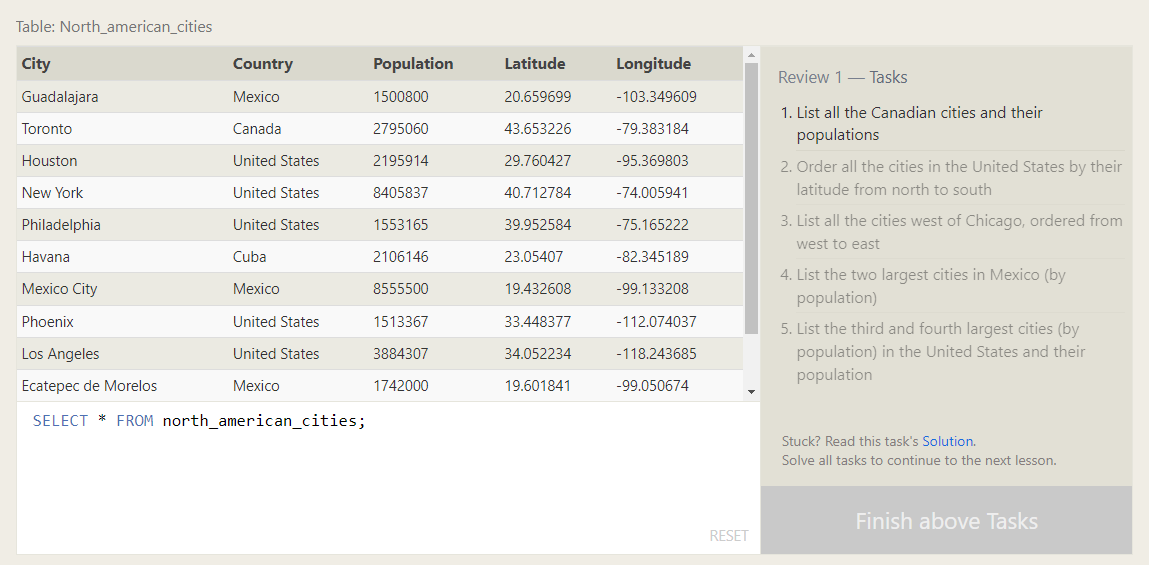 Table: North_american_cities
City Country Population Latitude Longitude
Guadalajara Mexico 1500800 20.659699 -103.349609
Toronto Canada 2795060 43.653226 -79.383184
Houston United States 2195914 29.760427 -95.369803
New York United States 8405837 40.712784 -74.005941
Philadelphia United States 1553165 39.952584 -75.165222
Havana Cuba 2106146 23.05407 -82.345189
Mexico City Mexico 8555500 19.432608 -99.133208
Phoenix United States 1513367 33.448377 -112.074037
Los Angeles United States 3884307 34.052234 -118.243685
Ecatepec de Morelos Mexico 1742000 19.601841 -99.050674
SELECT * FROM north_american_cities;
RESET
Review 1 — Tasks
1. List all the Canadian cities and their
populations
2. Order all the cities in the United States by their
latitude from north to south
3. List all the cities west of Chicago, ordered from
west to east
4. List the two largest cities in Mexico (by
population)
5. List the third and fourth largest cities (by
population) in the United States and their
population
Stuck? Read this task's Solution.
Solve all tasks to continue to the next lesson.
Finish above Tasks